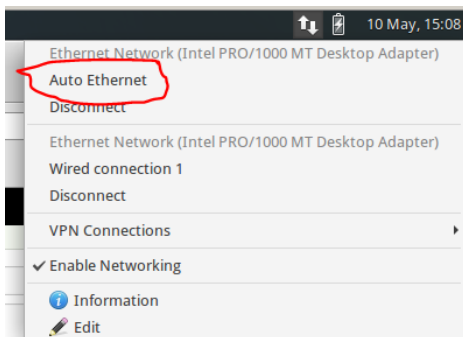 10 May, 15:08
Ethernet Network (Intel PRO/1000 MT Desktop Adapter)
Auto Ethernet
Disconnect
Ethernet Network (Intel PRO/1000 MT Desktop Adapter)
Wired connection 1
Disconnect
VPN Connections
Enable Networking
Information
Edit